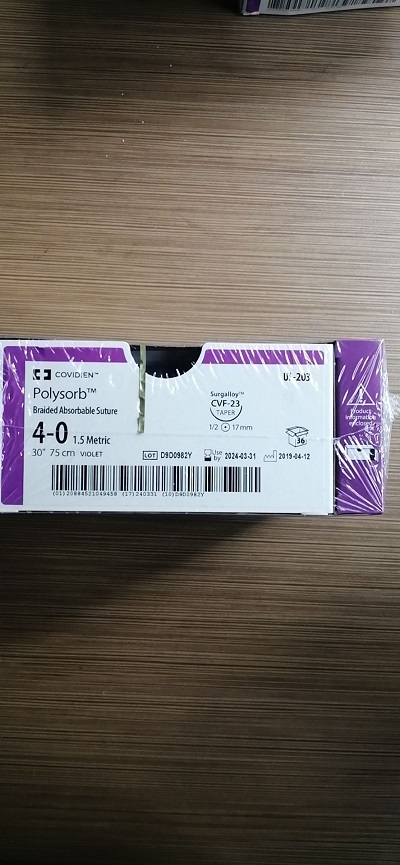 COVIDIEN™
Polysorb™
Braided Absorbable Suture
4-0 1.5 Metric
30" 75 cm VIOLET
Surgalloy™
CVF-23
TAPER
1/2 17 mm
36
LOT D9D0982Y
Use by 2024-03-31
2019-04-12
(01)20884521049458 (17)240331 (10)D9D0982Y
Product
information
enclosed